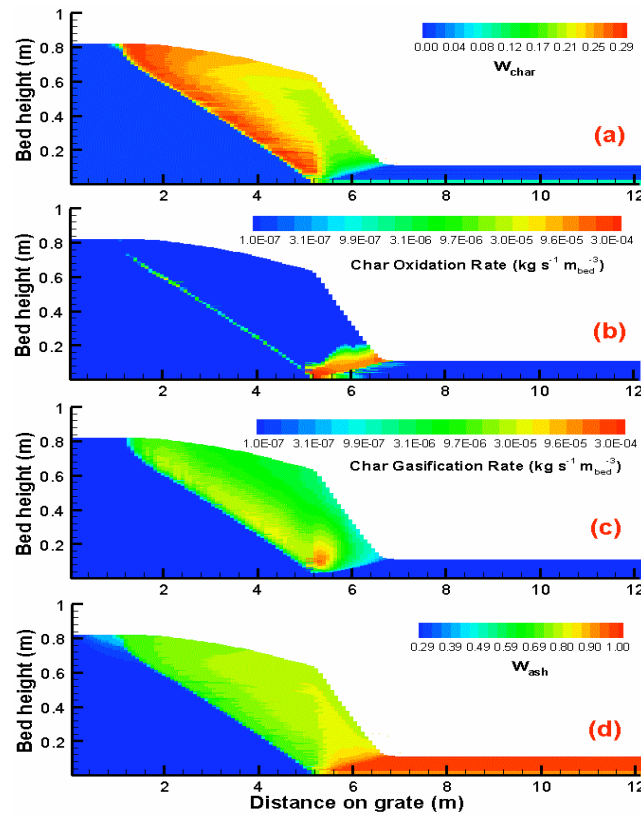 1
0.00 0.04 0.08 0.12 0.17 0.21 0.25 0.29
0.8
Wchar
0.6
0.4
0.2
Bed height (m)
(a)
2 4 6 8 10 12
1
1.0E-07 3.1E-07 9.9E-07 3.1E-06 9.7E-06 3.0E-05 9.6E-05 3.0E-04
0.8
Char Oxidation Rate (kg s-1 mbed-3)
0.6
0.4
0.2
Bed height (m)
(b)
2 4 6 8 10 12
1
1.0E-07 3.1E-07 9.9E-07 3.1E-06 9.7E-06 3.0E-05 9.6E-05 3.0E-04
0.8
Char Gasification Rate (kg s-1 mbed-3)
0.6
0.4
0.2
Bed height (m)
(c)
2 4 6 8 10 12
1
0.29 0.39 0.49 0.59 0.69 0.80 0.90 1.00
0.8
Wash
0.6
0.4
0.2
Bed height (m)
(d)
2 4 6 8 10 12
Distance on grate (m)